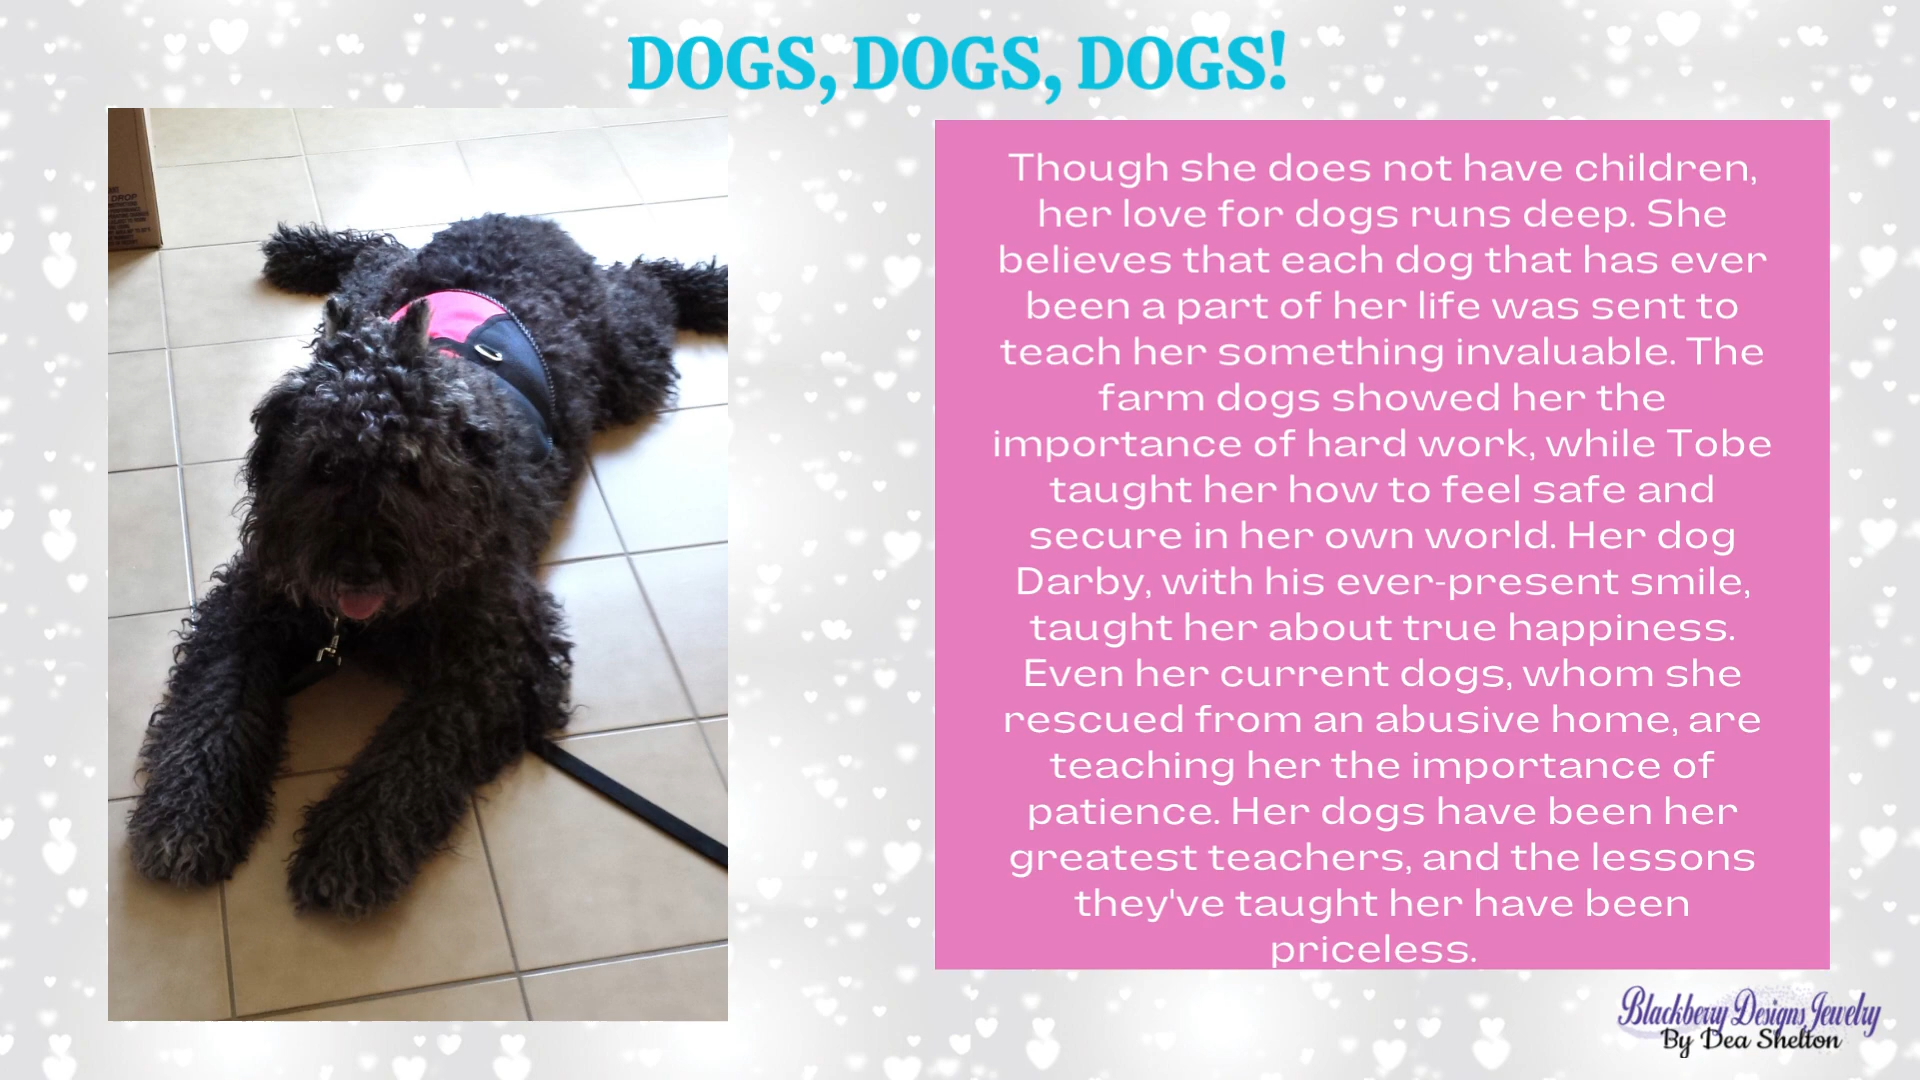 DOGS, DOGS, DOGS!
DROP
Though she does not have children,
her love for dogs runs deep. She
believes that each dog that has ever
been a part of her life was sent to
teach her something invaluable. The
farm dogs showed her the
importance of hard work, while Tobe
taught her how to feel safe and
secure in her own world. Her dog
Darby, with his ever-present smile,
taught her about true happiness.
Even her current dogs, whom she
rescued from an abusive home, are
teaching her the importance of
patience. Her dogs have been her
greatest teachers, and the lessons
they've taught her have been
priceless.
Blackberry Designs Jewelry
By Dea Shelton